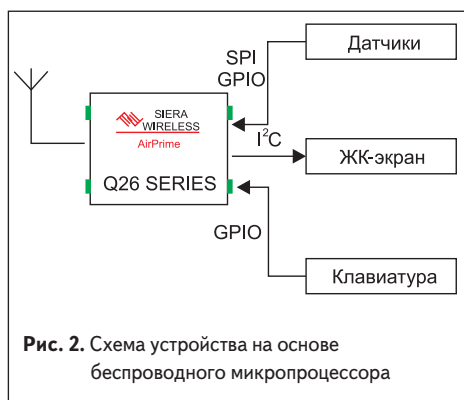 Датчики
SPI
GPIO
SIERA
WIRELESS
AirPrime
I²C
ЖК-экран
Q26 SERIES
GPIO
Клавиатура
Рис. 2. Схема устройства на основе
беспроводного микропроцессора